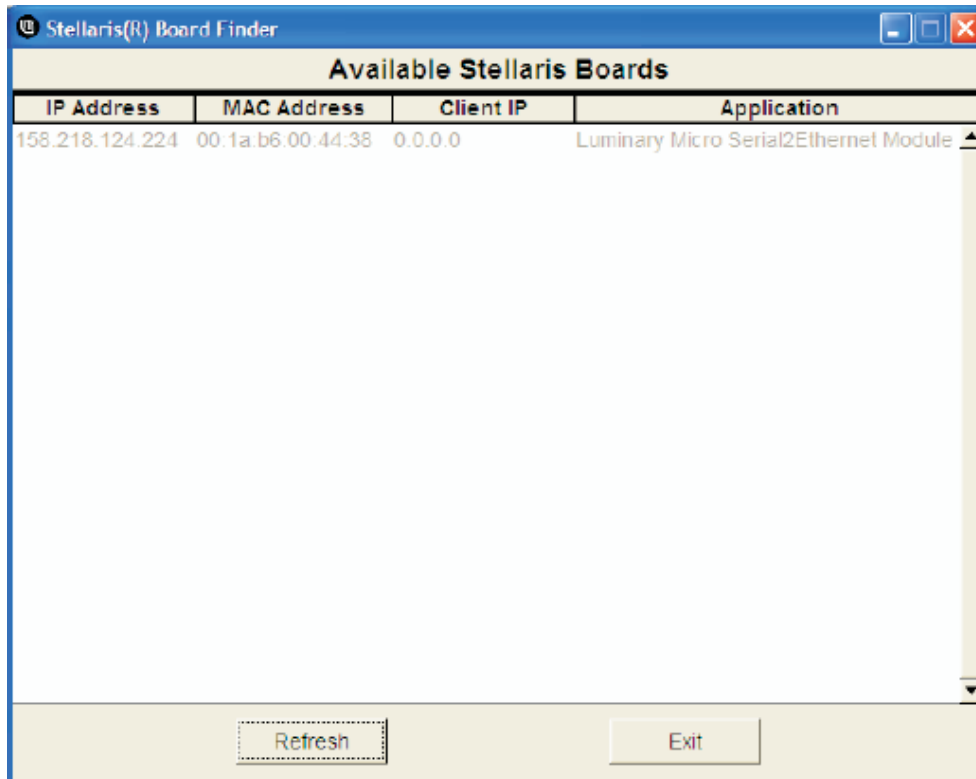 Stellaris(R) Board Finder
Available Stellaris Boards
IP Address MAC Address Client IP Application
158.218.124.224 00:1a:b6:00:44:38 0.0.0.0 Luminary Micro Serial2Ethernet Module
Refresh Exit